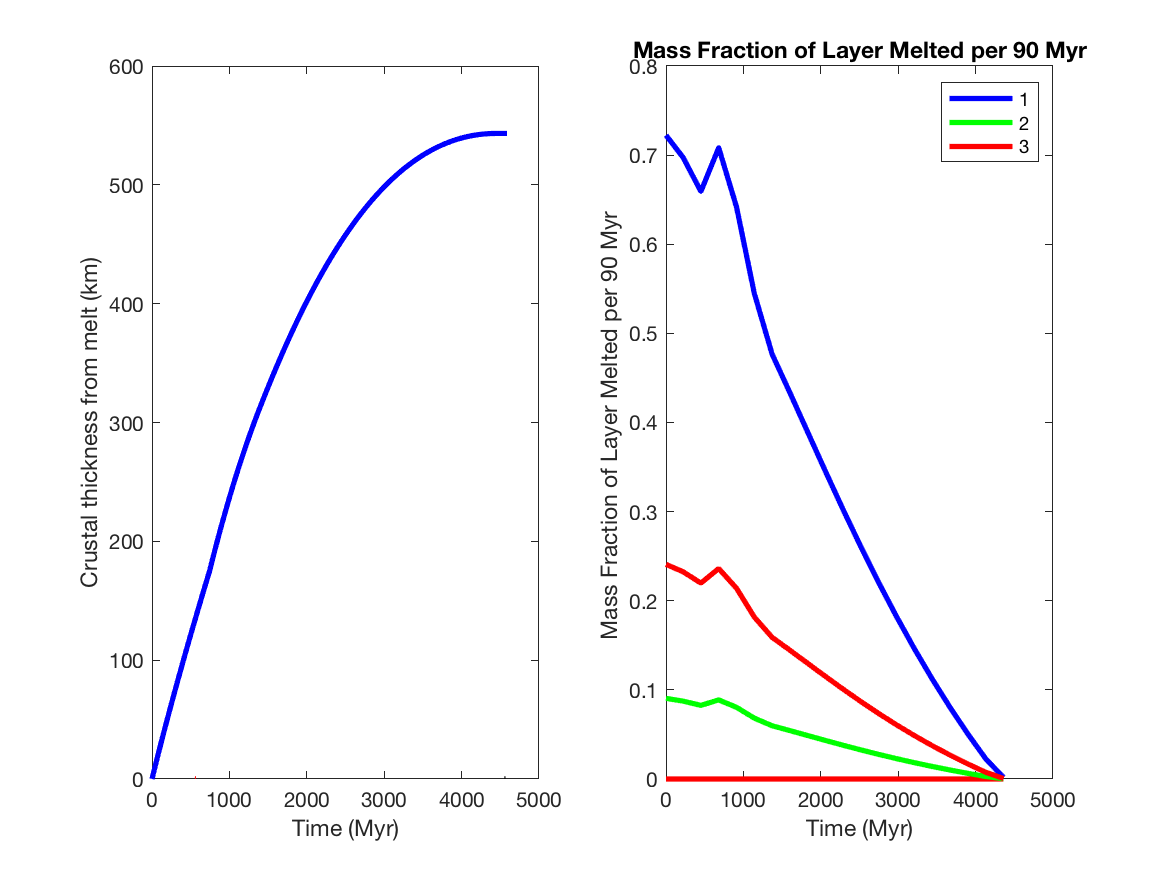 600
500
400
300
200
100
0
0 1000 2000 3000 4000 5000
Time (Myr)
Crustal thickness from melt (km)
Mass Fraction of Layer Melted per 90 Myr
0.8
0.7
0.6
0.5
0.4
0.3
0.2
0.1
0
0 1000 2000 3000 4000 5000
Time (Myr)
Mass Fraction of Layer Melted per 90 Myr
1
2
3